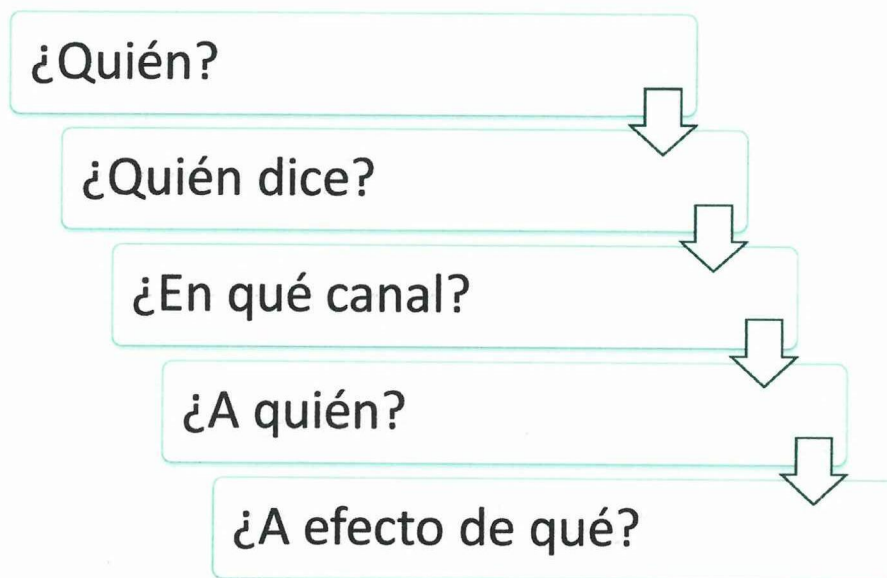 ¿Quién?
¿Quién dice?
¿En qué canal?
¿A quién?
¿A efecto de qué?